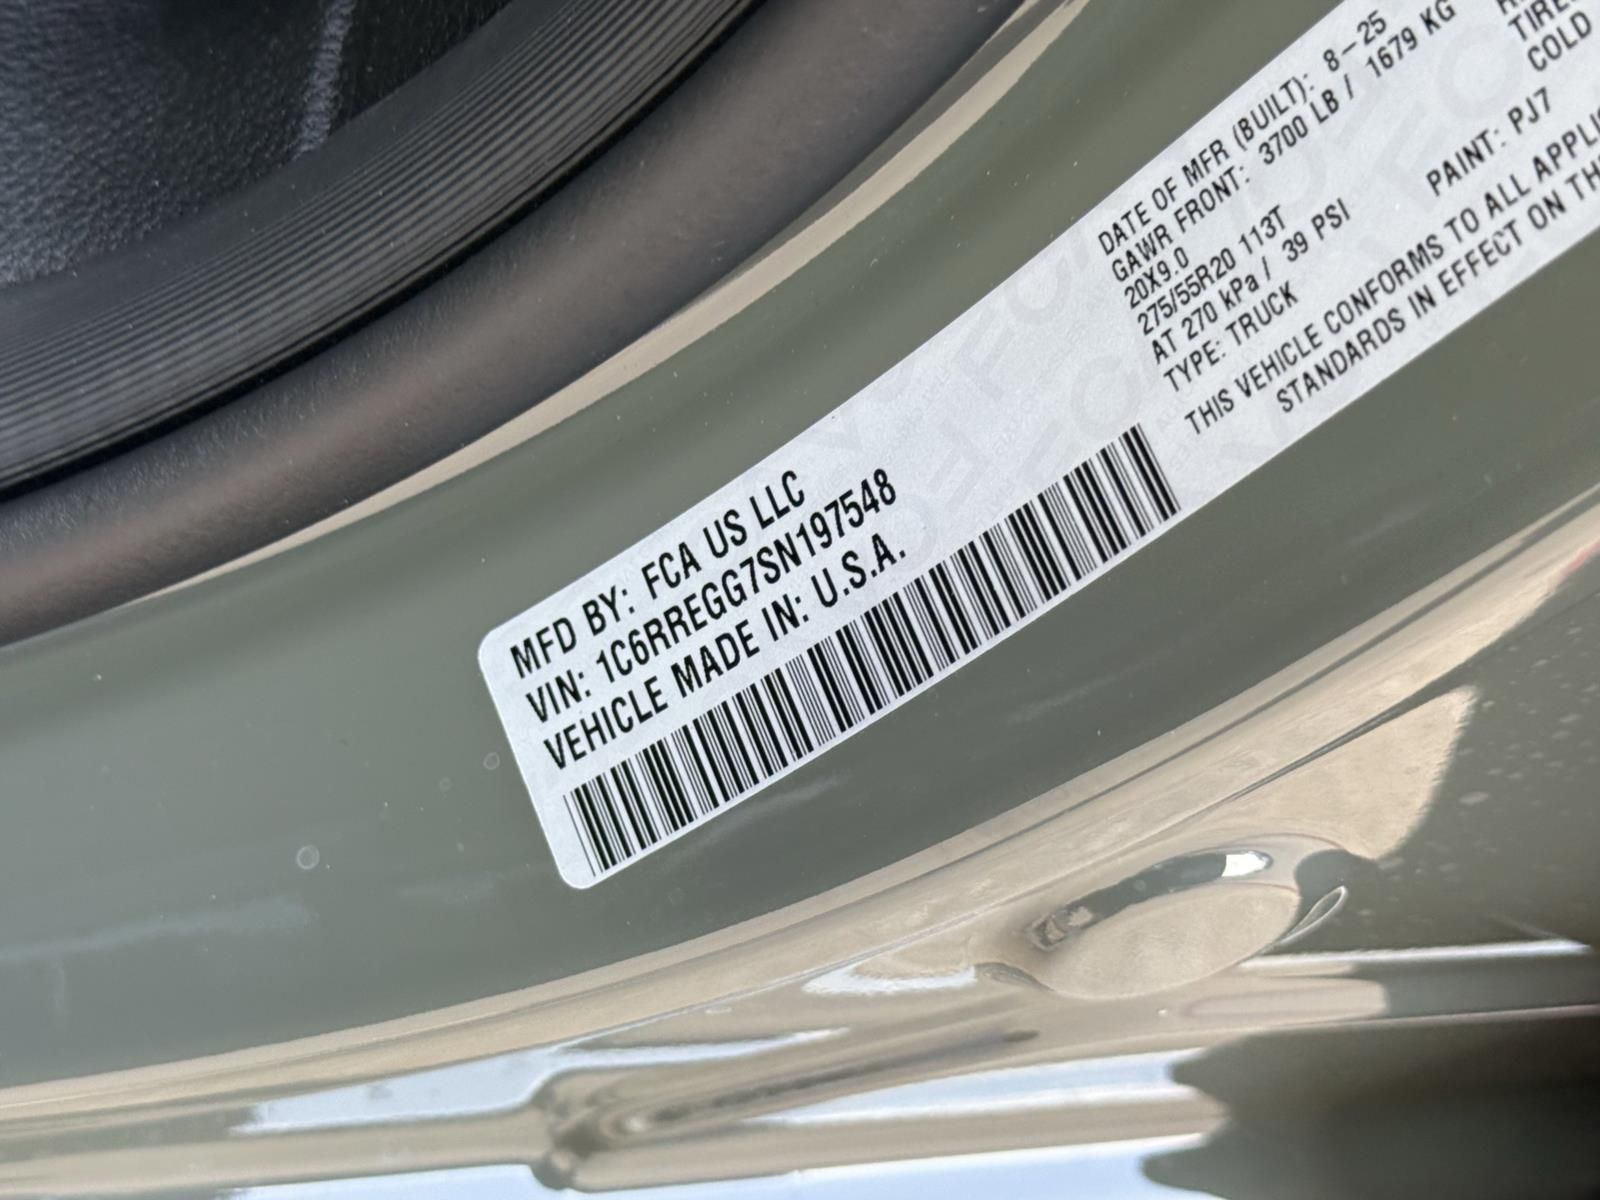 MFD BY: FCA US LLC
VIN: 1C6RREGG7SN197548
VEHICLE MADE IN: U.S.A.
DATE OF MFR (BUILT): 8-25
GAWR FRONT: 3700 LB / 1679 KG
20X9.0
TIRE
275/55R20 113T
COLD
AT 270 kPa / 39 PSI
TYPE: TRUCK
PAINT: PJ7
THIS VEHICLE CONFORMS TO ALL
STANDARDS IN EFFECT ON